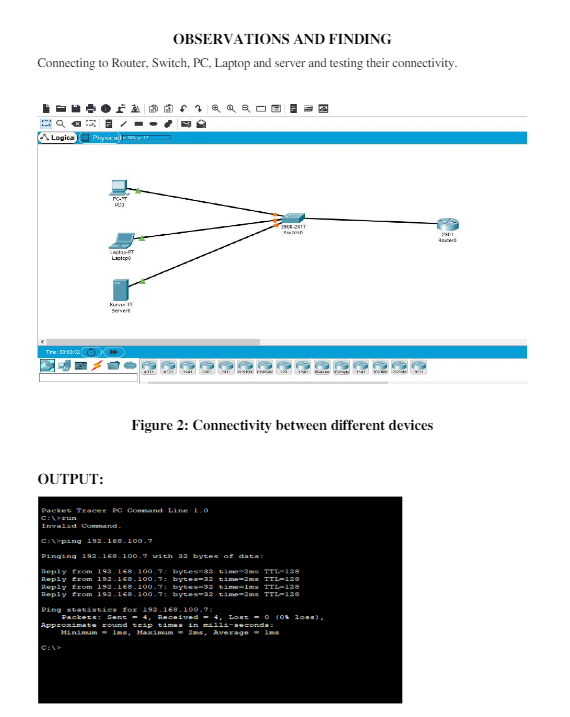 OBSERVATIONS AND FINDING
Connecting to Router, Switch, PC, Laptop and server and testing their connectivity.
Logical
Physical
PC-PT
PC0
2960-24TT
Switch0
2901
Router0
Laptop-PT
Laptop0
Server-PT
Server0
Time: 00:00:02
Figure 2: Connectivity between different devices
OUTPUT:
Packet Tracer PC Command Line 1.0
C:\>run
Invalid Command.
C:\>ping 192.168.100.7
Pinging 192.168.100.7 with 32 bytes of data:
Reply from 192.168.100.7: bytes=32 time=2ms TTL=128
Reply from 192.168.100.7: bytes=32 time=2ms TTL=128
Reply from 192.168.100.7: bytes=32 time=1ms TTL=128
Reply from 192.168.100.7: bytes=32 time=2ms TTL=128
Ping statistics for 192.168.100.7:
Packets: Sent = 4, Received = 4, Lost = 0 (0% loss),
Approximate round trip times in milli-seconds:
Minimum = 1ms, Maximum = 2ms, Average = 1ms
C:\>